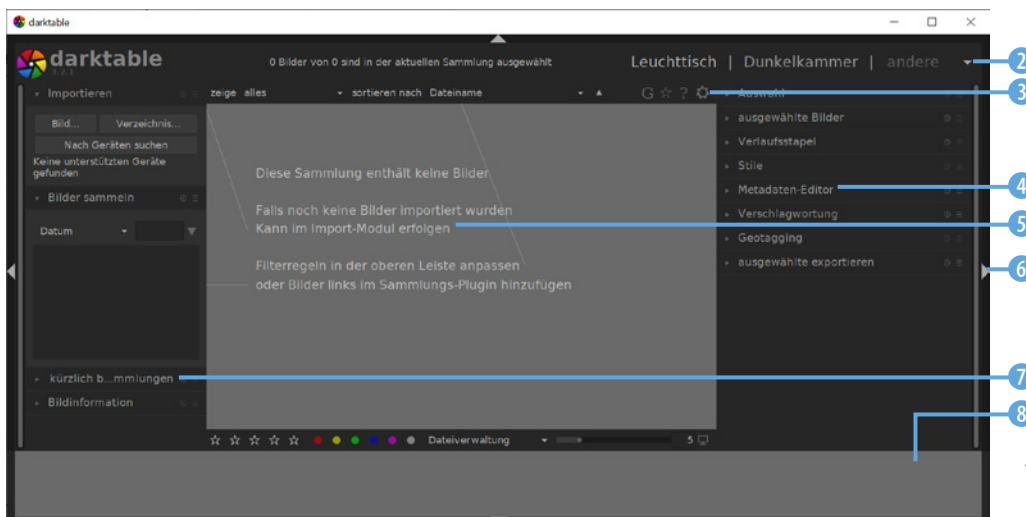 darktable
darktable
3.2.1
0 Bilder von 0 sind in der aktuellen Sammlung ausgewählt
Leuchttisch | Dunkelkammer | andere
2
Importieren
zeige alles sortieren nach Dateiname
G ☆ ?
3
Auswahl
Bild... Verzeichnis...
Nach Geräten suchen
Keine unterstützten Geräte
gefunden
Bilder sammeln
Datum
Diese Sammlung enthält keine Bilder
Falls noch keine Bilder importiert wurden
Kann im Import-Modul erfolgen
Filterregeln in der oberen Leiste anpassen
oder Bilder links im Sammlungs-Plugin hinzufügen
ausgewählte Bilder
Verlaufsstapel
Stile
Metadaten-Editor
4
Verschlagwortung
5
Geotagging
ausgewählte exportieren
6
kürzlich b...mmlungen
7
Bildinformation
8
Dateiverwaltung
5